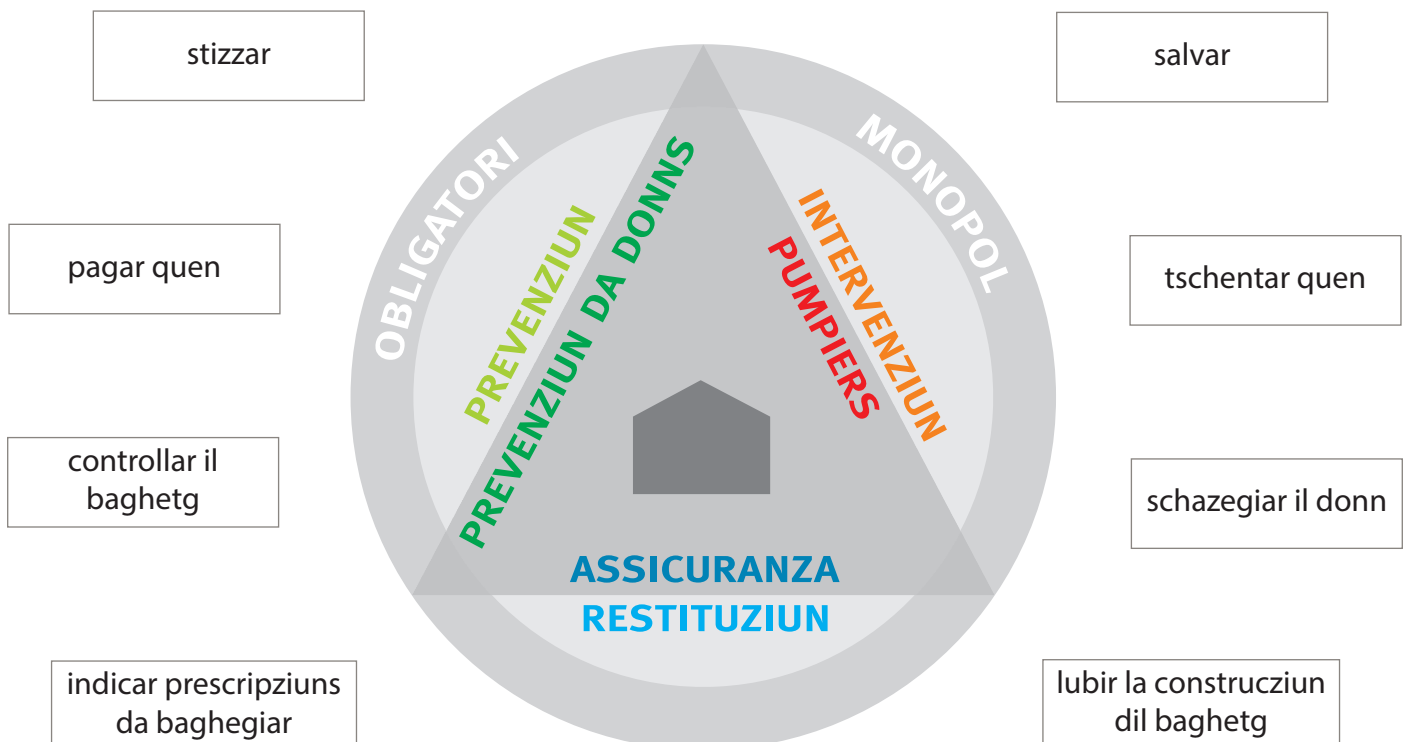 stizzar
salvar
OBLIGATORI
MONOPOL
PREVENZIUN
PREVENZIUN DA DONNS
INTERVENZIUN
PUMPIERS
pagar quen
tschentar quen
controllar il
baghetg
schazegiar il donn
ASSICURANZA
RESTITUZIUN
indicar prescripziuns
da baghegiar
lubir la construcziun
dil baghetg